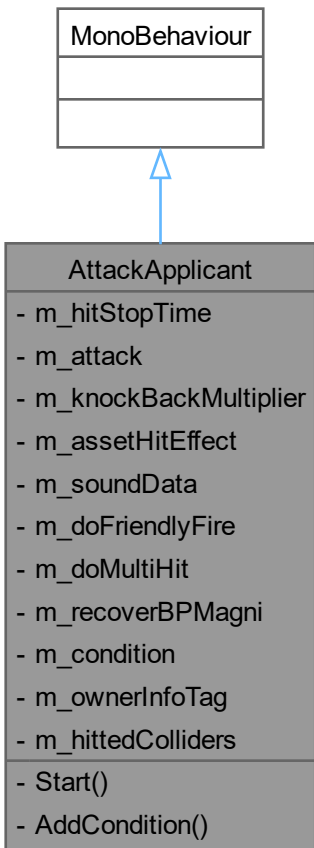 MonoBehaviour
AttackApplicant
- m_hitStopTime
- m_attack
- m_knockBackMultiplier
- m_assetHitEffect
- m_soundData
- m_doFriendlyFire
- m_doMultiHit
- m_recoverBPMagni
- m_condition
- m_ownerInfoTag
- m_hittedColliders
- Start()
- AddCondition()